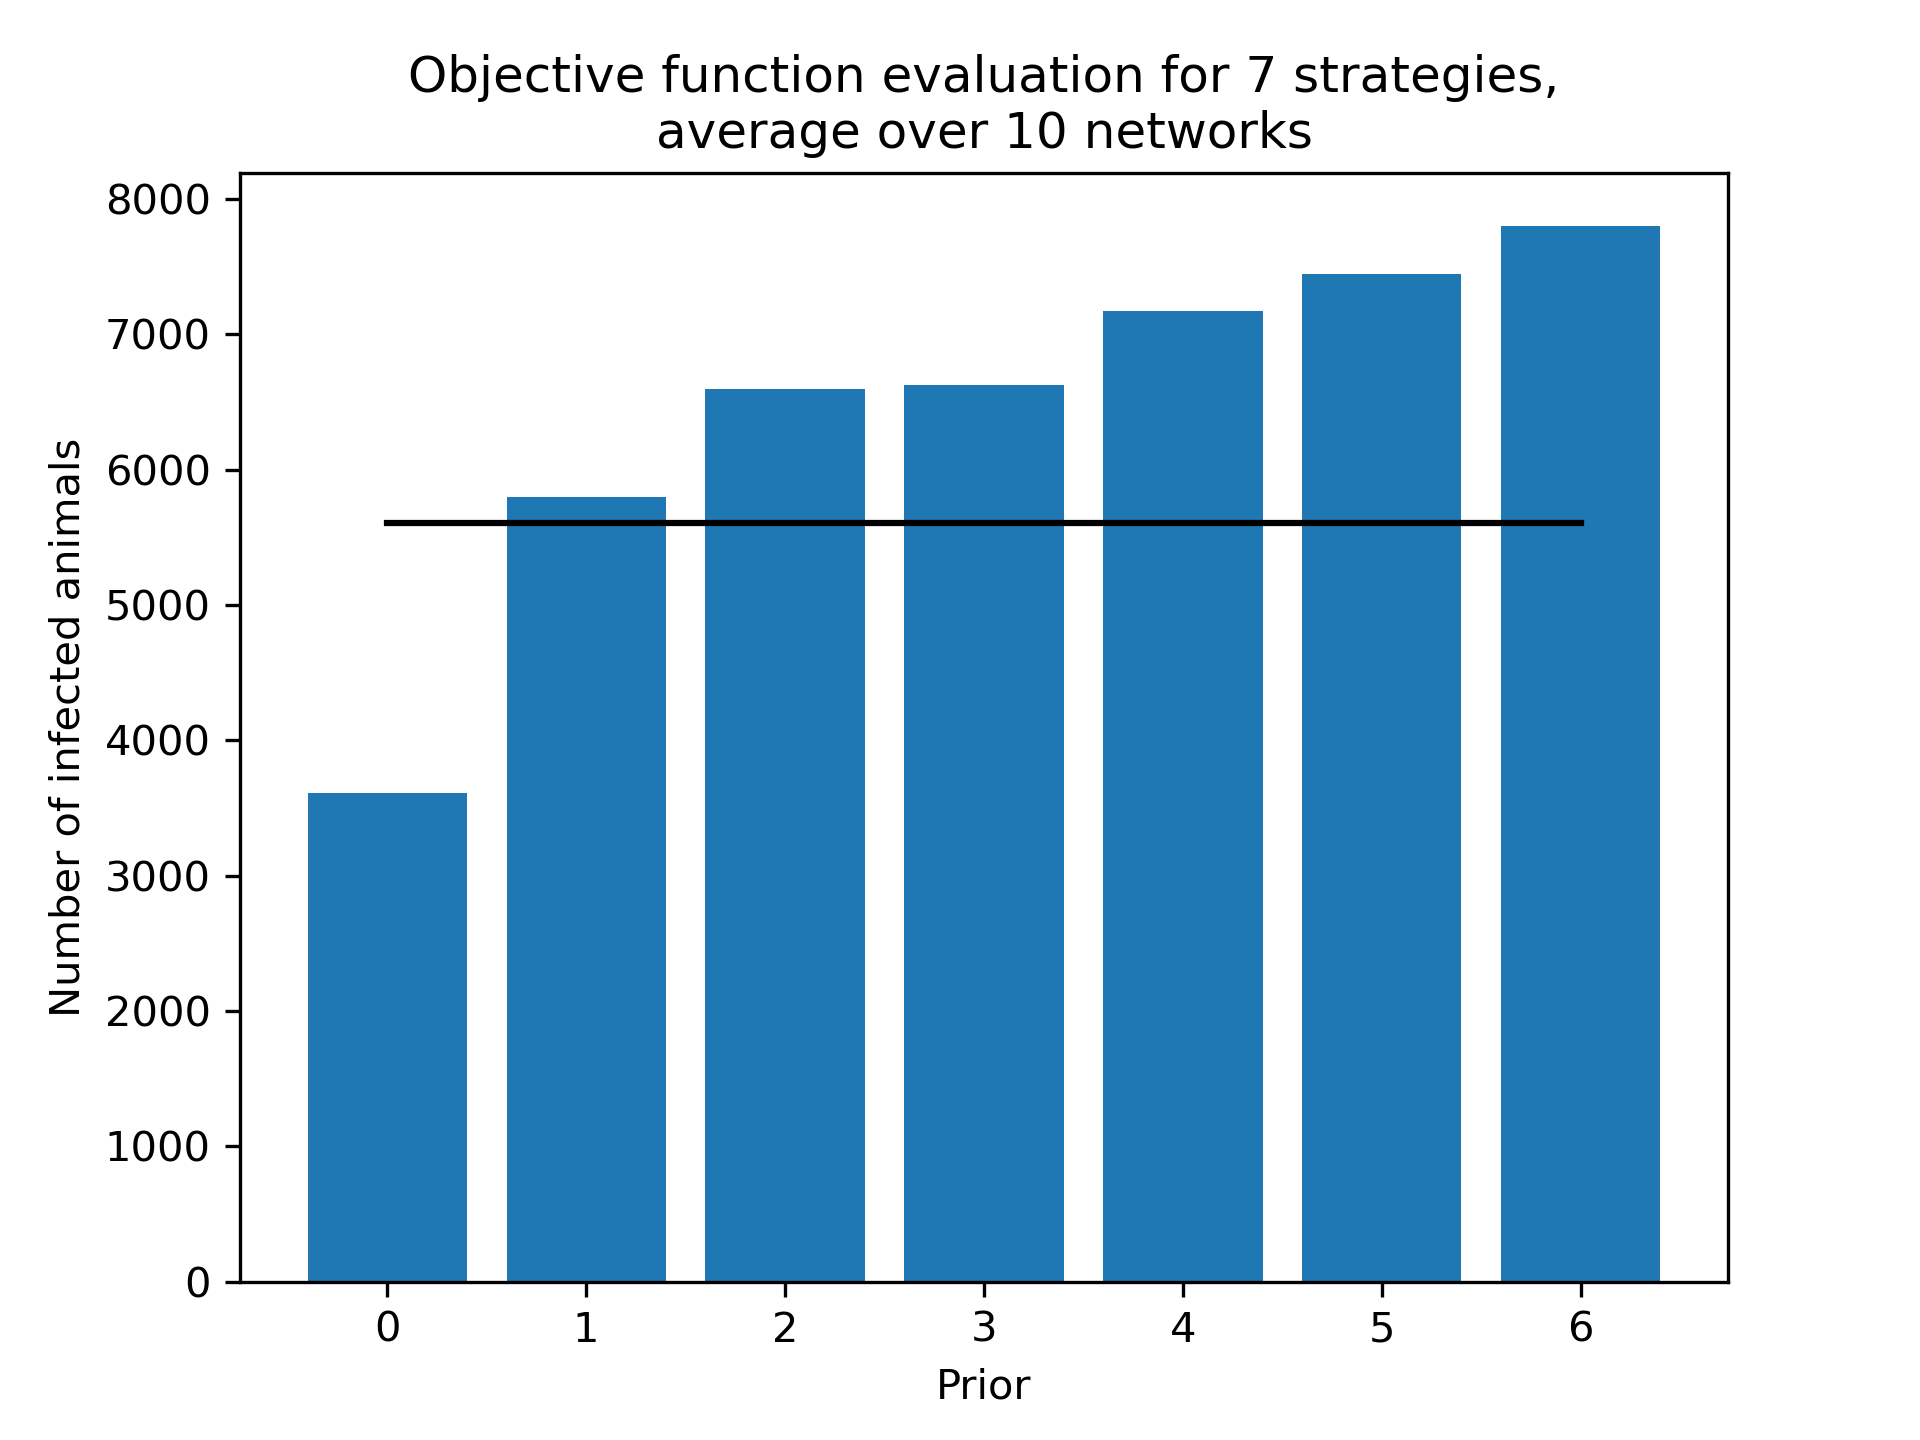 Objective function evaluation for 7 strategies,
average over 10 networks
8000
7000
6000
5000
4000
3000
2000
1000
0
Number of infected animals
0 1 2 3 4 5 6
Prior